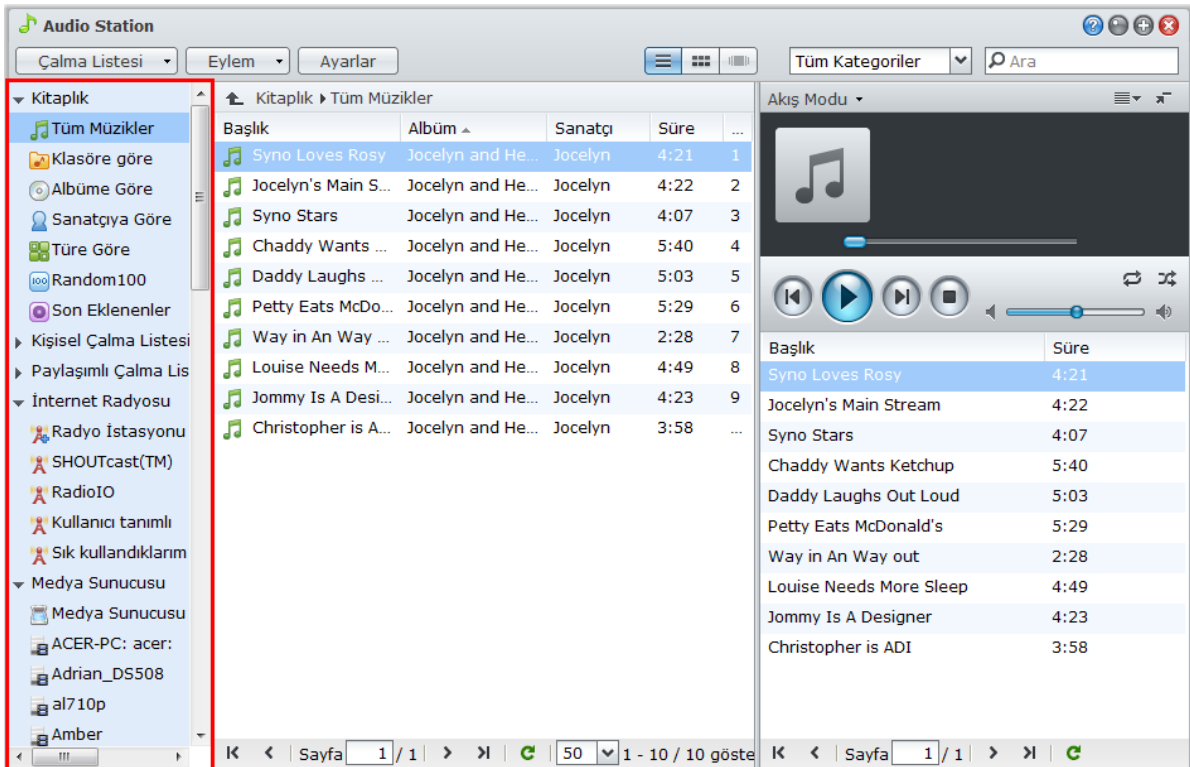 Audio Station
Çalma Listesi Eylem Ayarlar Tüm Kategoriler Ara
Kitaplık
Tüm Müzikler
Klasöre göre
Albüme Göre
Sanatçıya Göre
Türe Göre
100 Random100
Son Eklenenler
Kişisel Çalma Listesi
Paylaşımlı Çalma Lis
İnternet Radyosu
Radyo İstasyonu
SHOUTcast(TM)
RadioIO
Kullanıcı tanımlı
Sık kullandıklarım
Medya Sunucusu
Medya Sunucusu
ACER-PC: acer:
Adrian_DS508
al710p
Amber
Kitaplık Tüm Müzikler
Başlık Albüm Sanatçı Süre ...
Syno Loves Rosy Jocelyn and He... Jocelyn 4:21 1
Jocelyn's Main S... Jocelyn and He... Jocelyn 4:22 2
Syno Stars Jocelyn and He... Jocelyn 4:07 3
Chaddy Wants ... Jocelyn and He... Jocelyn 5:40 4
Daddy Laughs ... Jocelyn and He... Jocelyn 5:03 5
Petty Eats McDo... Jocelyn and He... Jocelyn 5:29 6
Way in An Way ... Jocelyn and He... Jocelyn 2:28 7
Louise Needs M... Jocelyn and He... Jocelyn 4:49 8
Jommy Is A Desi... Jocelyn and He... Jocelyn 4:23 9
Christopher is A... Jocelyn and He... Jocelyn 3:58 ...
Sayfa 1 / 1 50 1 - 10 / 10 göste
Akış Modu
Başlık Süre
Syno Loves Rosy 4:21
Jocelyn's Main Stream 4:22
Syno Stars 4:07
Chaddy Wants Ketchup 5:40
Daddy Laughs Out Loud 5:03
Petty Eats McDonald's 5:29
Way in An Way out 2:28
Louise Needs More Sleep 4:49
Jommy Is A Designer 4:23
Christopher is ADI 3:58
Sayfa 1 / 1